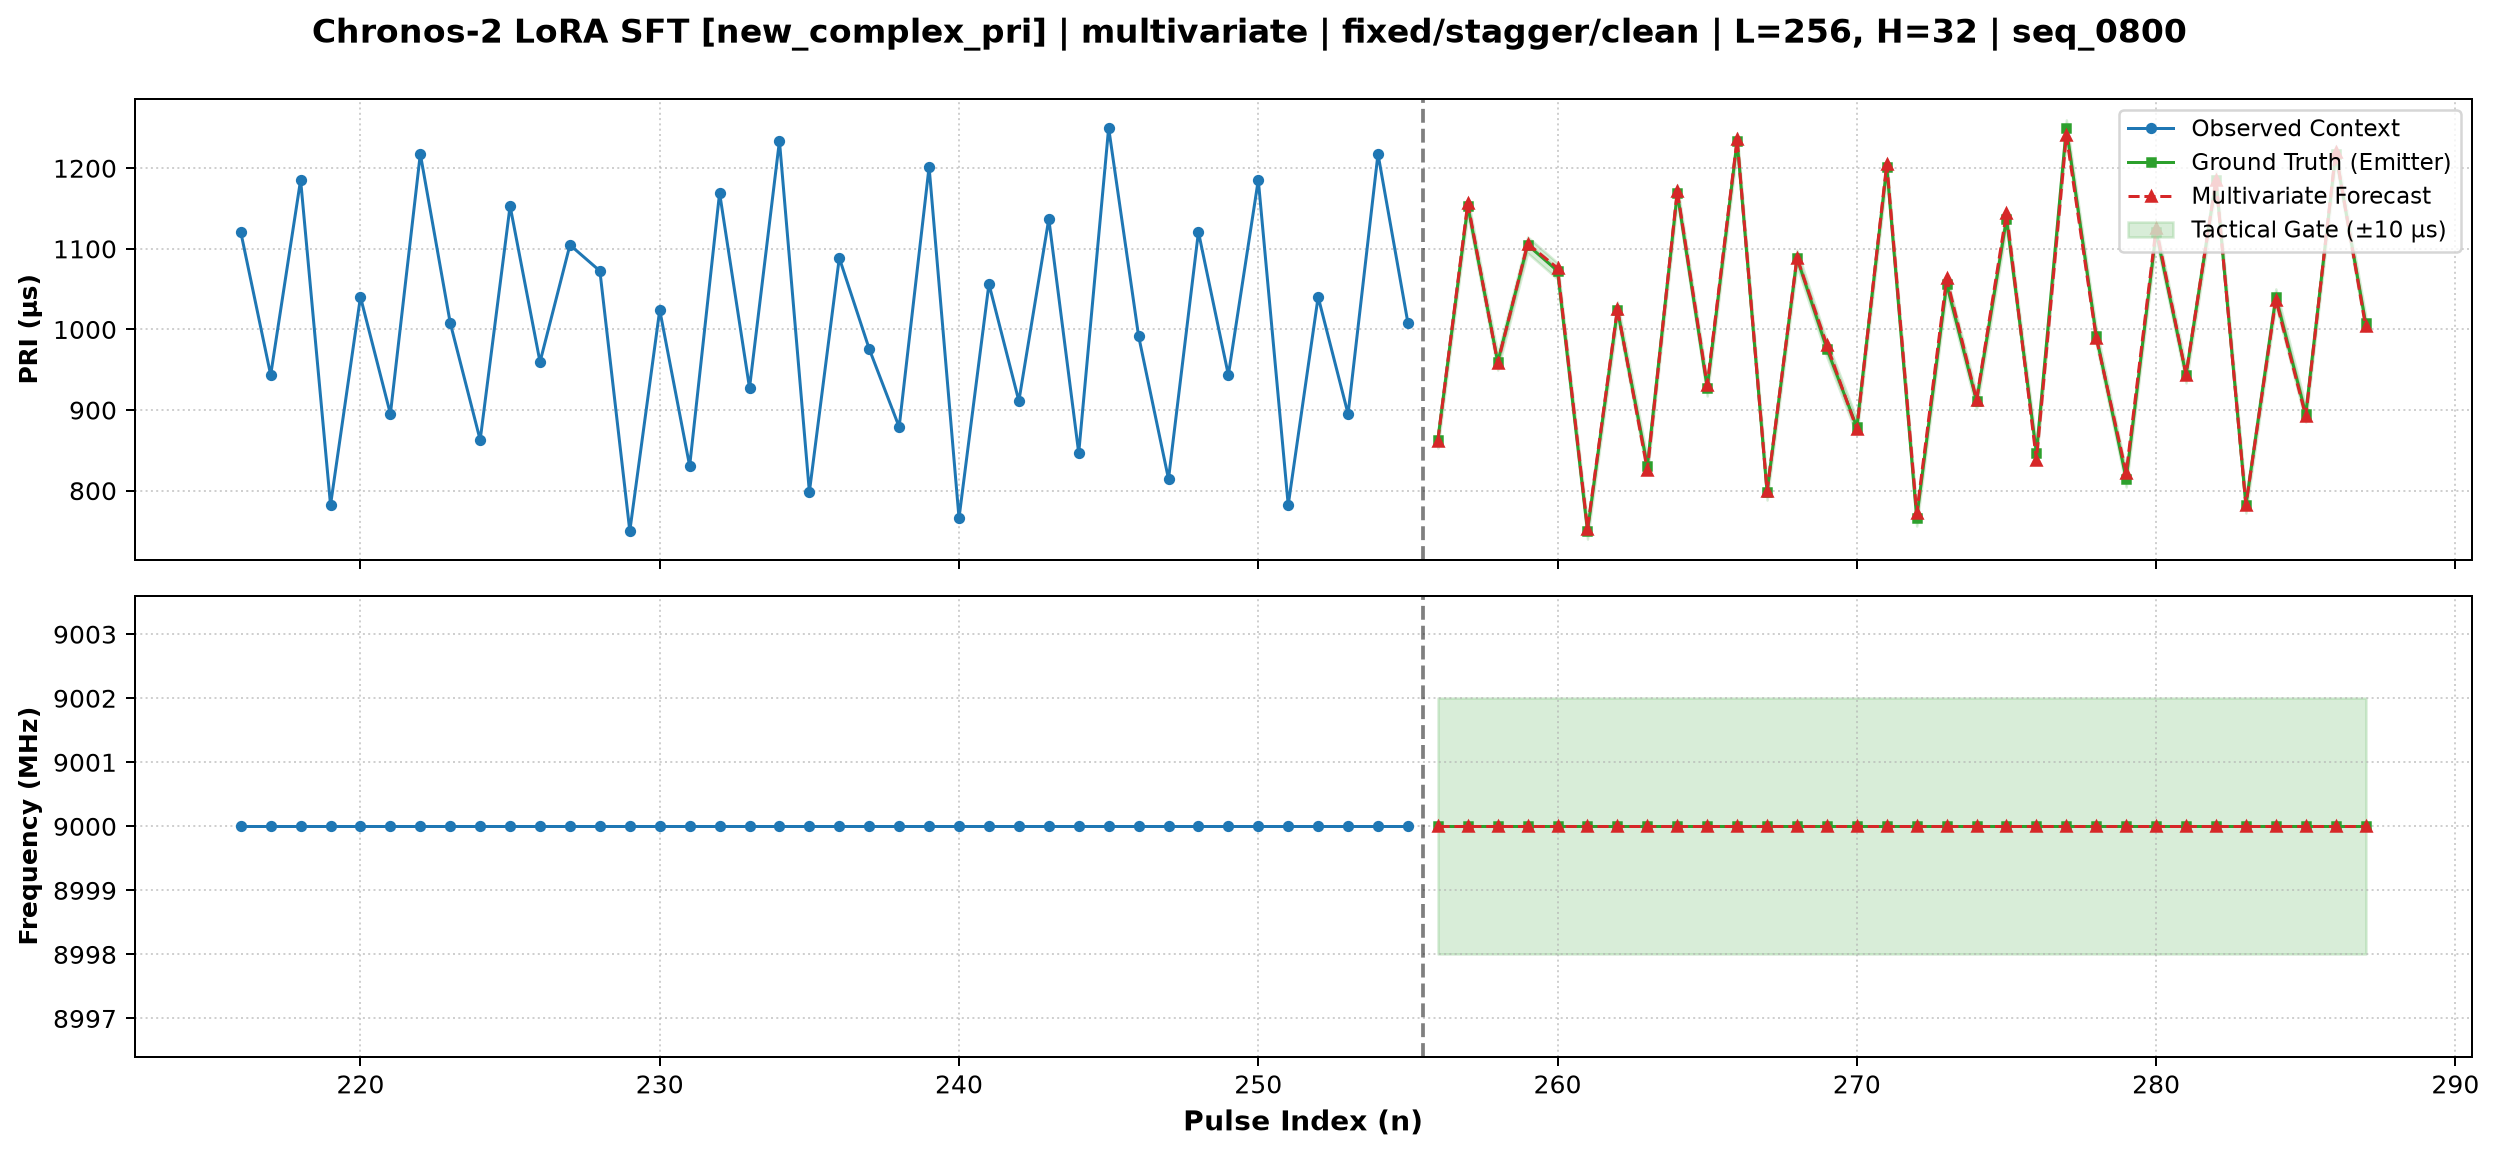 Chronos-2 LoRA SFT [new_complex_pri] | multivariate | fixed/stagger/clean | L=256, H=32 | seq_0800
PRI (µs)
1200
1100
1000
900
800
Observed Context
Ground Truth (Emitter)
Multivariate Forecast
Tactical Gate (±10 µs)
Frequency (MHz)
9003
9002
9001
9000
8999
8998
8997
220 230 240 250 260 270 280 290
Pulse Index (n)